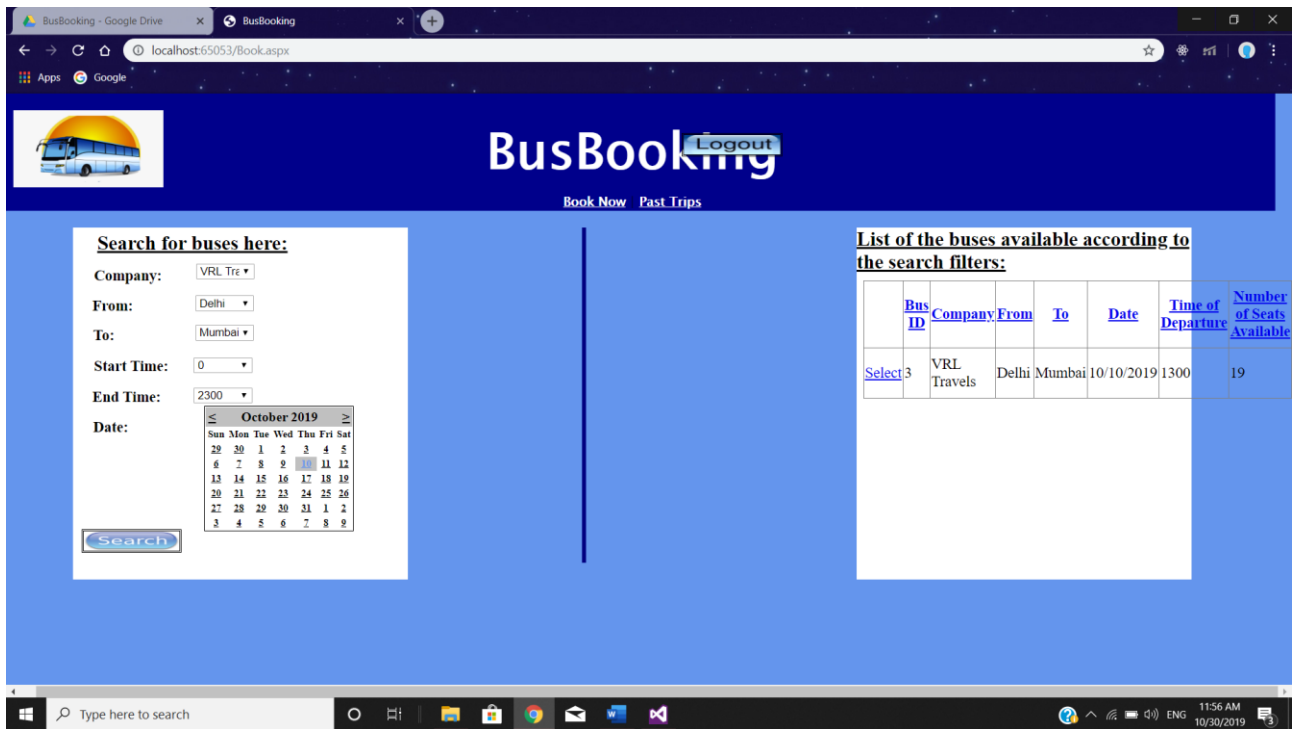 BusBooking - Google Drive
BusBooking
localhost:65053/Book.aspx
Apps Google
BusBooking
Logout
Book Now Past Trips
Search for buses here:
Company: VRL Tra
From: Delhi
To: Mumbai
Start Time: 0
End Time: 2300
Date:
< October 2019 >
Sun Mon Tue Wed Thu Fri Sat
29 30 1 2 3 4 5
6 7 8 9 10 11 12
13 14 15 16 17 18 19
20 21 22 23 24 25 26
27 28 29 30 31 1 2
3 4 5 6 7 8 9
Search
List of the buses available according to
the search filters:
Bus ID Company From To Date Time of Departure Number of Seats Available
Select 3 VRL Travels Delhi Mumbai 10/10/2019 1300 19
Type here to search
ENG
11:56 AM
10/30/2019
3